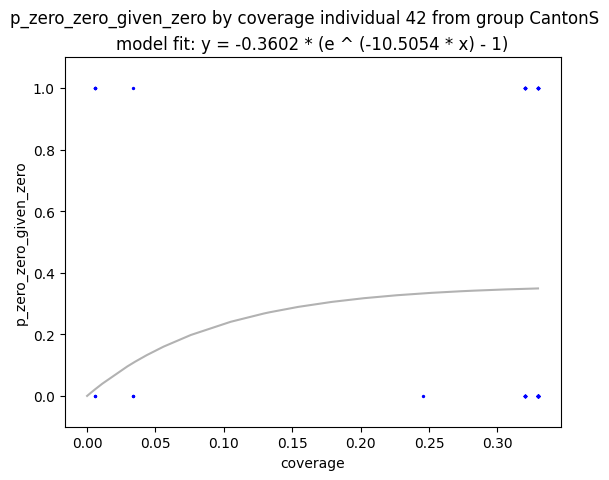 p_zero_zero_given_zero by coverage individual 42 from group CantonS
model fit: y = -0.3602 * (e ^ (-10.5054 * x) - 1)
1.0
0.8
0.6
0.4
0.2
0.0
p_zero_zero_given_zero
0.00 0.05 0.10 0.15 0.20 0.25 0.30
coverage